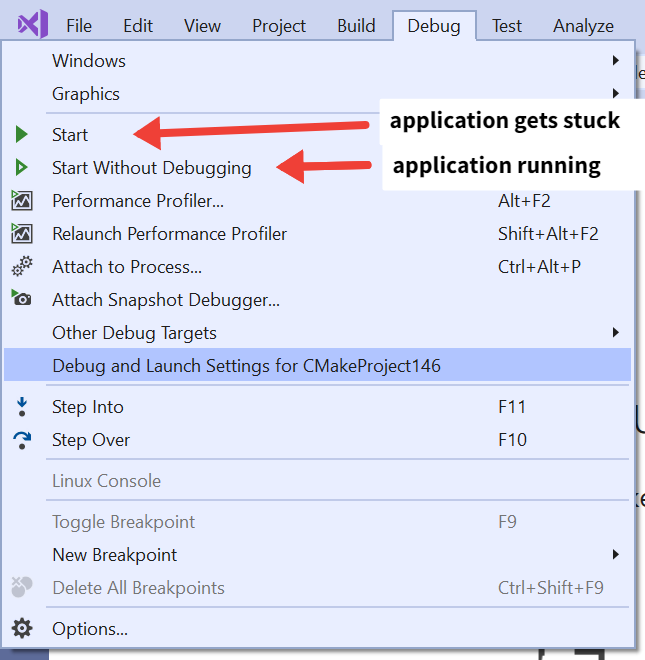 File Edit View Project Build Debug Test Analyze
Windows
Graphics
Start
application gets stuck
Start Without Debugging
application running
Performance Profiler... Alt+F2
Relaunch Performance Profiler Shift+Alt+F2
Attach to Process... Ctrl+Alt+P
Attach Snapshot Debugger...
Other Debug Targets
Debug and Launch Settings for CMakeProject146
Step Into F11
Step Over F10
Linux Console
Toggle Breakpoint F9
New Breakpoint
Delete All Breakpoints Ctrl+Shift+F9
Options...